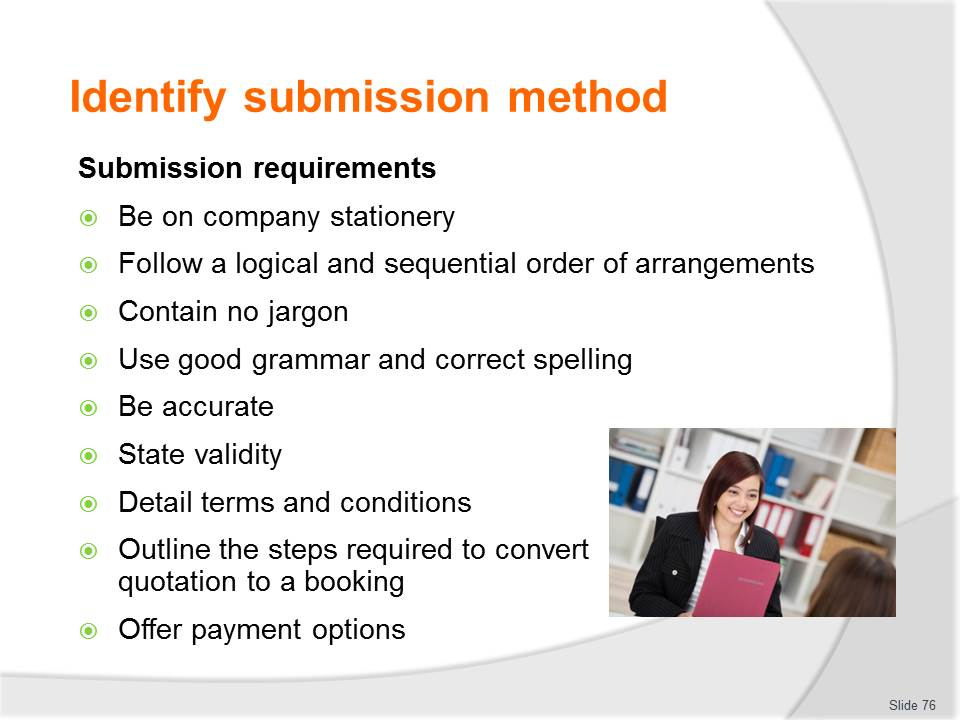 Identify submission method
Submission requirements
Be on company stationery
Follow a logical and sequential order of arrangements
Contain no jargon
Use good grammar and correct spelling
Be accurate
State validity
Detail terms and conditions
Outline the steps required to convert
quotation to a booking
Offer payment options
Slide 76